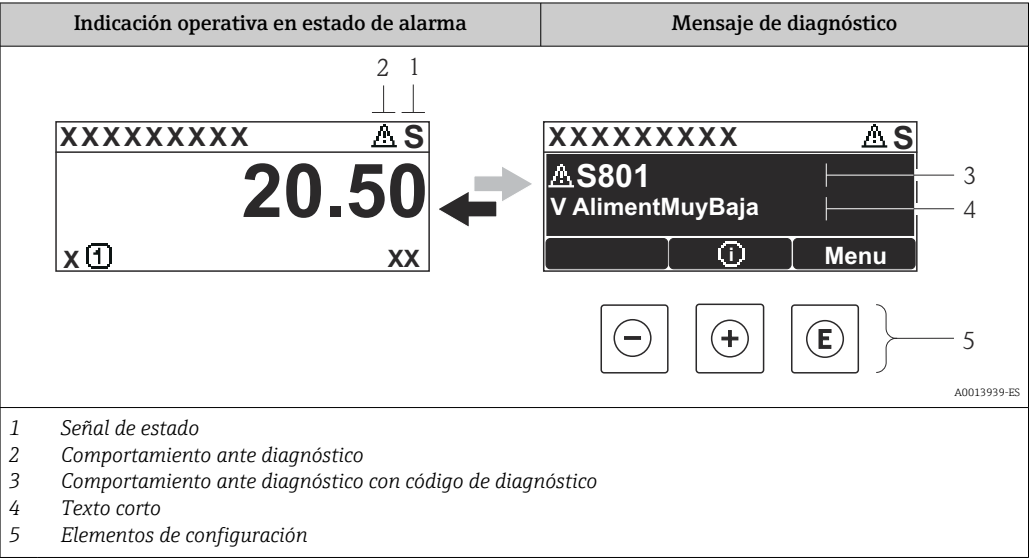 Indicación operativa en estado de alarma Mensaje de diagnóstico
2 1
XXXXXXXXX S XXXXXXXXX S
20.50
S801 3
V AlimentMuyBaja 4
x 1 xx i Menu
− + E 5
A0013939-ES
1 Señal de estado
2 Comportamiento ante diagnóstico
3 Comportamiento ante diagnóstico con código de diagnóstico
4 Texto corto
5 Elementos de configuración